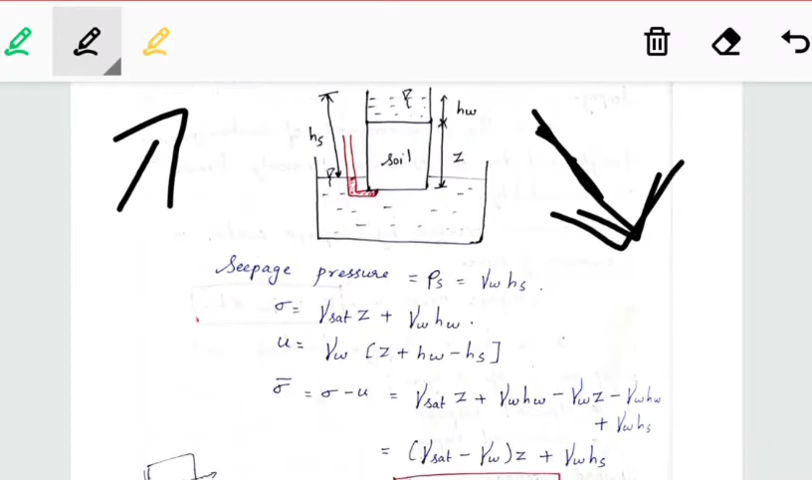 hw
hs
soil
z
Seepage pressure = Ps = γw hs .
σ = γsat z + γw hw .
u = γw [z + hw - hs]
σ̅ = σ - u = γsat z + γw hw - γw z - γw hw
+ γw hs
= (γsat - γw) z + γw hs